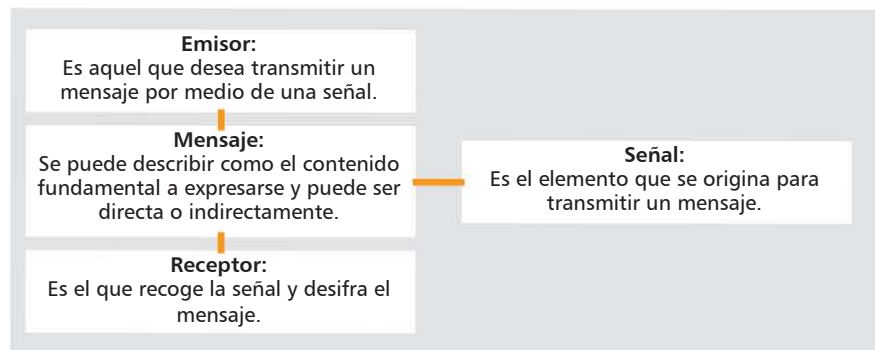 Emisor:
Es aquel que desea transmitir un
mensaje por medio de una señal.
Mensaje:
Se puede describir como el contenido
fundamental a expresarse y puede ser
directa o indirectamente.
Señal:
Es el elemento que se origina para
transmitir un mensaje.
Receptor:
Es el que recoge la señal y desifra el
mensaje.